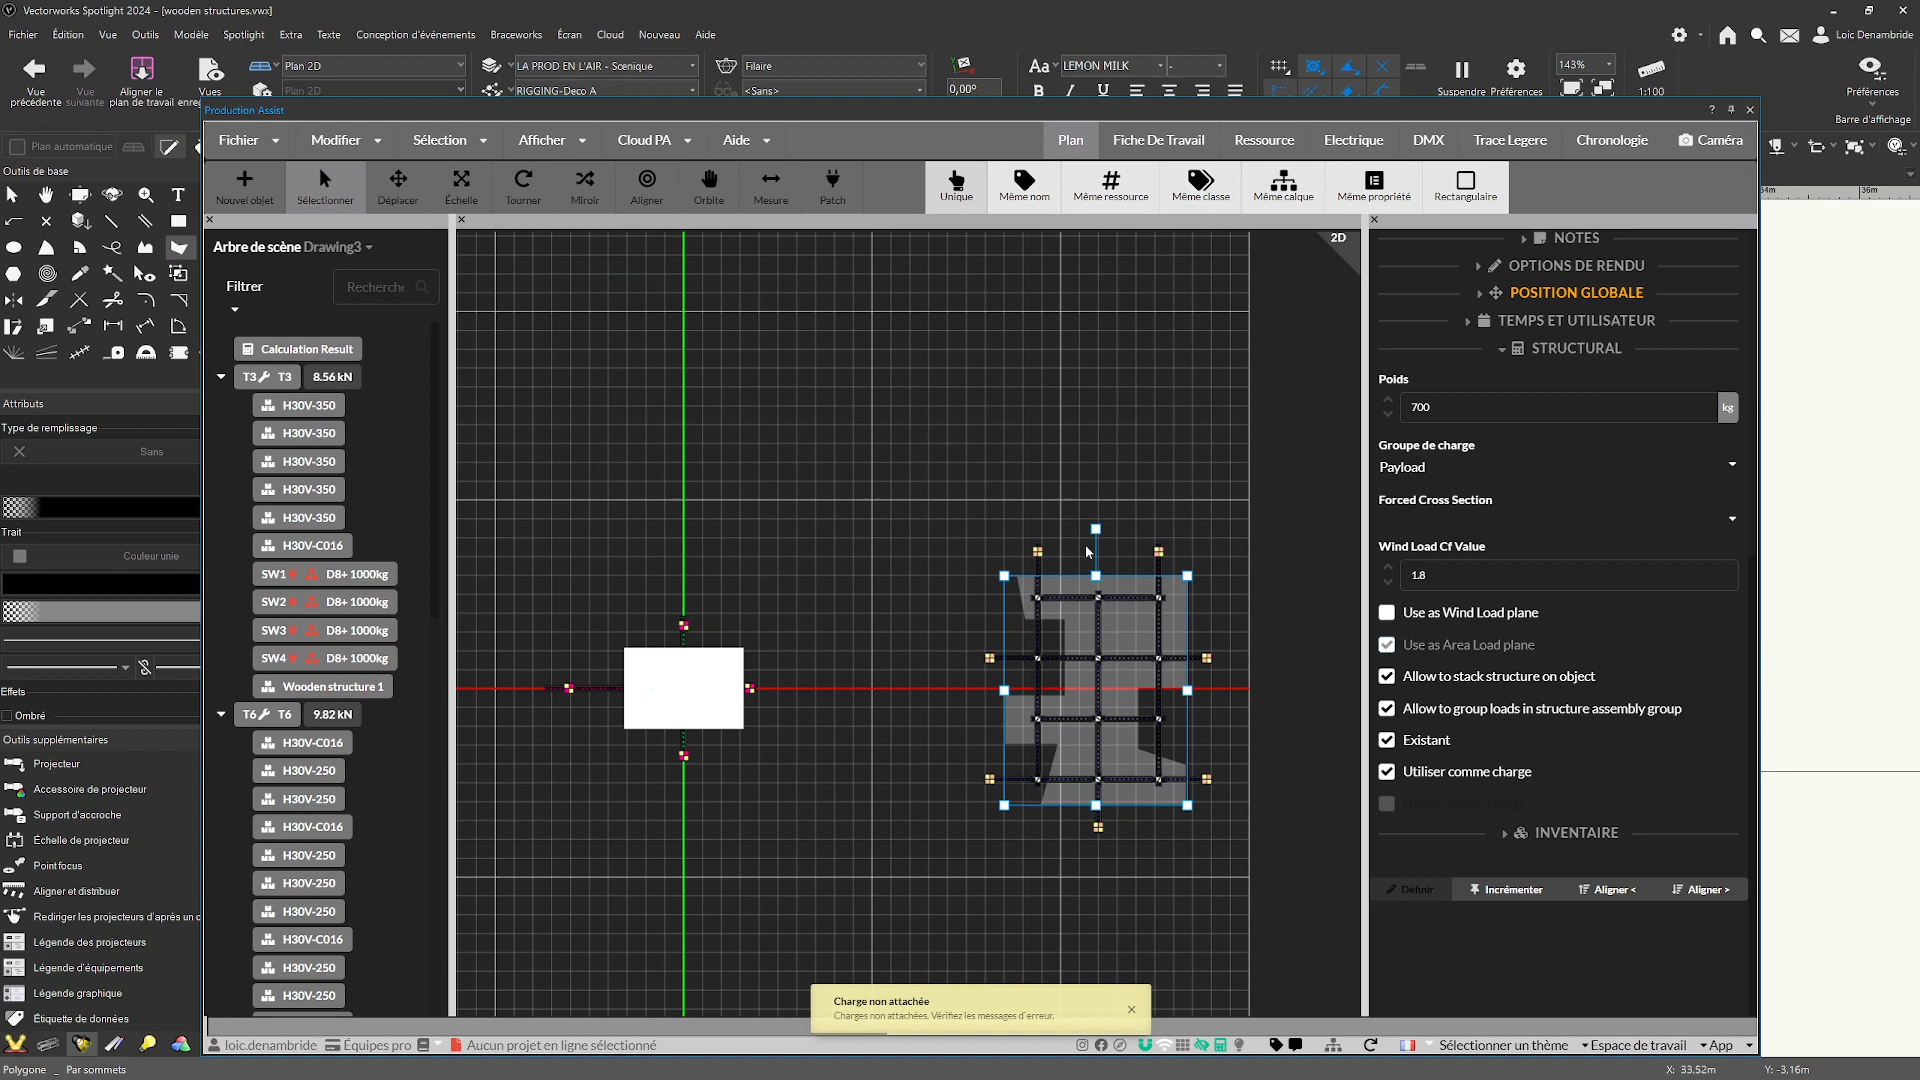 Vectorworks Spotlight 2024 - [wooden structures.vwx]
Fichier Édition Vue Outils Modèle Spotlight Extra Texte Conception d'événements Braceworks Écran Cloud Nouveau Aide
Loic Denambride
Vue précédente
Vue suivante
Aligner le plan de travail
Vues
Plan 2D
Plan 2D
LA PROD EN L'AIR - Scenique
RIGGING-Deco A
Filaire
<Sans>
0,00°
Aa LEMON MILK -
B I U
Suspendre Préférences
143%
1:100
Préférences
Barre d'affichage
Production Assist
Fichier Modifier Sélection Afficher Cloud PA Aide
Plan Fiche De Travail Ressource Electrique DMX Trace Legere Chronologie Caméra
Nouvel objet Sélectionner Déplacer Échelle Tourner Miroir Aligner Orbite Mesure Patch
Unique Même nom Même ressource Même classe Même calque Même propriété Rectangulaire
Plan automatique
Outils de base
Attributs
Type de remplissage
Sans
Trait
Couleur unie
Effets
Ombré
Outils supplémentaires
Projecteur
Accessoire de projecteur
Support d'accroche
Échelle de projecteur
Point focus
Aligner et distribuer
Rediriger les projecteurs d'après un c
Légende des projecteurs
Légende d'équipements
Légende graphique
Étiquette de données
Arbre de scène Drawing3
Filtrer
Recherche
Calculation Result
T3 T3 8.56 kN
H30V-350
H30V-350
H30V-350
H30V-350
H30V-350
H30V-C016
SW1 D8+ 1000kg
SW2 D8+ 1000kg
SW3 D8+ 1000kg
SW4 D8+ 1000kg
Wooden structure 1
T6 T6 9.82 kN
H30V-C016
H30V-250
H30V-250
H30V-C016
H30V-250
H30V-250
H30V-250
H30V-C016
H30V-250
H30V-250
2D
34m
36m
NOTES
OPTIONS DE RENDU
POSITION GLOBALE
TEMPS ET UTILISATEUR
STRUCTURAL
Poids
700 kg
Groupe de charge
Payload
Forced Cross Section
Wind Load Cf Value
1.8
Use as Wind Load plane
Use as Area Load plane
Allow to stack structure on object
Allow to group loads in structure assembly group
Existant
Utiliser comme charge
INVENTAIRE
Définir Incrémenter Aligner < Aligner >
Charge non attachée
Charges non attachées. Vérifiez les messages d'erreur.
loic.denambride Équipes pro Aucun projet en ligne sélectionné
Sélectionner un thème Espace de travail App
Polygone _ Par sommets
X: 33,52m Y: -3,16m